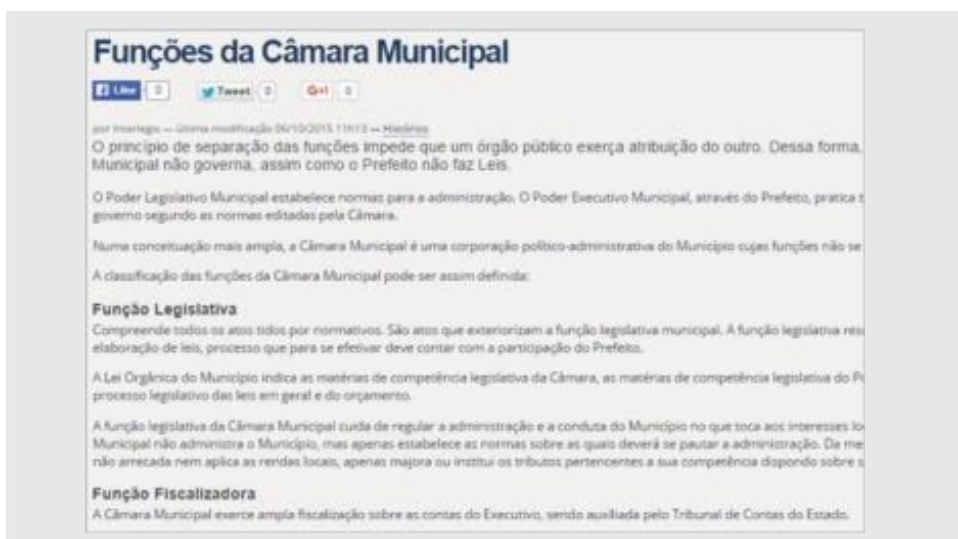 Funções da Câmara Municipal
Like 0 Tweet 0 G+1 0
por Interlegis — última modificação 06/10/2015 11h13 — Histórico
O princípio de separação das funções impede que um órgão público exerça atribuição do outro. Dessa forma,
Municipal não governa, assim como o Prefeito não faz Leis.
O Poder Legislativo Municipal estabelece normas para a administração. O Poder Executivo Municipal, através do Prefeito, pratica
governo segundo as normas editadas pela Câmara.
Numa conceituação mais ampla, a Câmara Municipal é uma corporação político-administrativa do Município cujas funções não se
A classificação das funções da Câmara Municipal pode ser assim definida:
Função Legislativa
Compreende todos os atos tidos por normativos. São atos que exteriorizam a função legislativa municipal. A função legislativa
elaboração de leis, processo que para se efetivar deve contar com a participação do Prefeito.
A Lei Orgânica do Município indica as matérias de competência legislativa da Câmara, as matérias de competência legislativa do
processo legislativo das leis em geral e do orçamento.
A função legislativa da Câmara Municipal cuida de regular a administração e a conduta do Município no que toca aos interesses
Municipal não administra o Município, mas apenas estabelece as normas sobre as quais deverá se pautar a administração. Da
não arrecada nem aplica as rendas locais, apenas majora ou institui os tributos pertencentes a sua competência dispondo sobre
Função Fiscalizadora
A Câmara Municipal exerce ampla fiscalização sobre as contas do Executivo, sendo auxiliada pelo Tribunal de Contas do Estado.